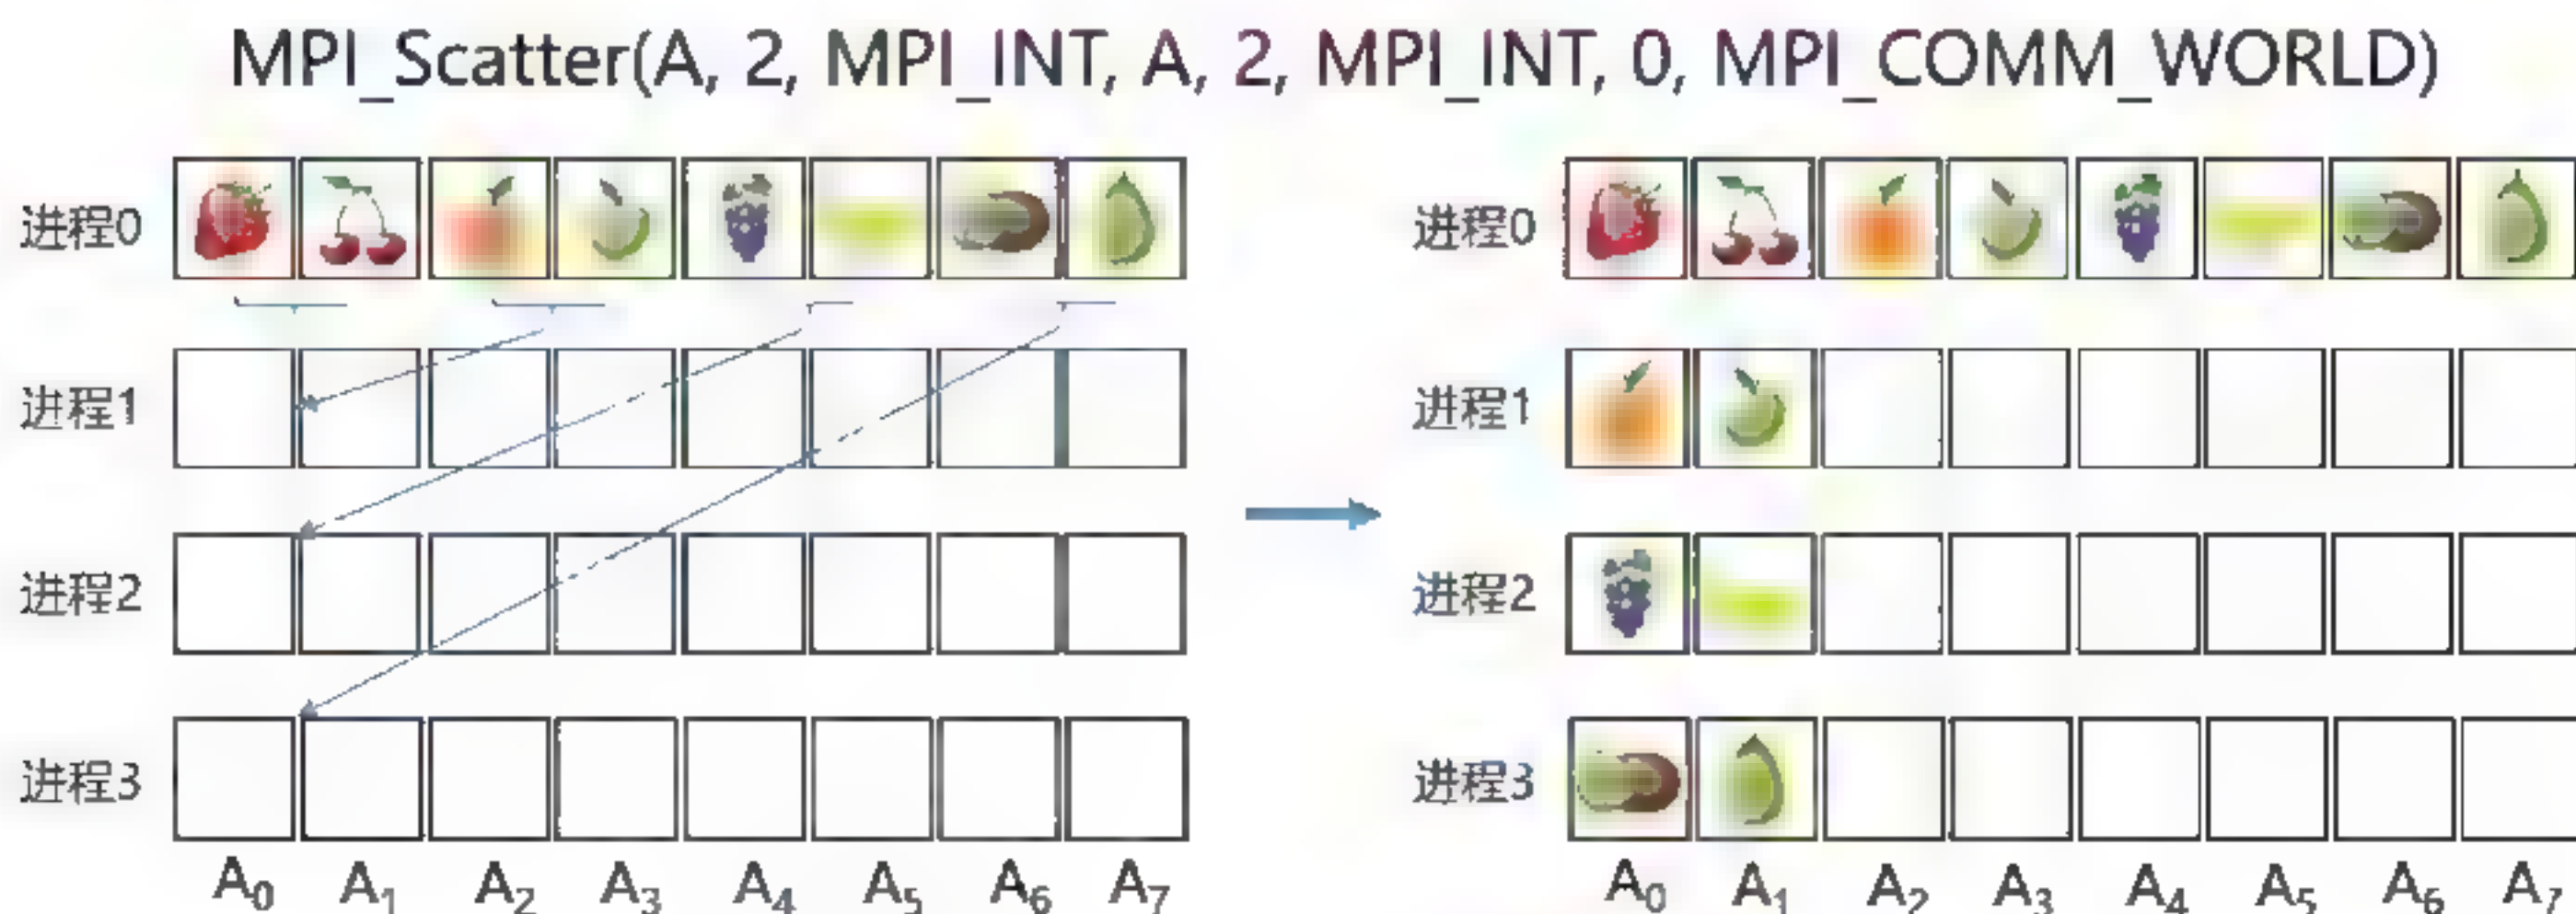 MPI_Scatter(A, 2, MPI_INT, A, 2, MPI_INT, 0, MPI_COMM_WORLD)
进程0 进程0
进程1 进程1
进程2 进程2
进程3 进程3
A0 A1 A2 A3 A4 A5 A6 A7 A0 A1 A2 A3 A4 A5 A6 A7